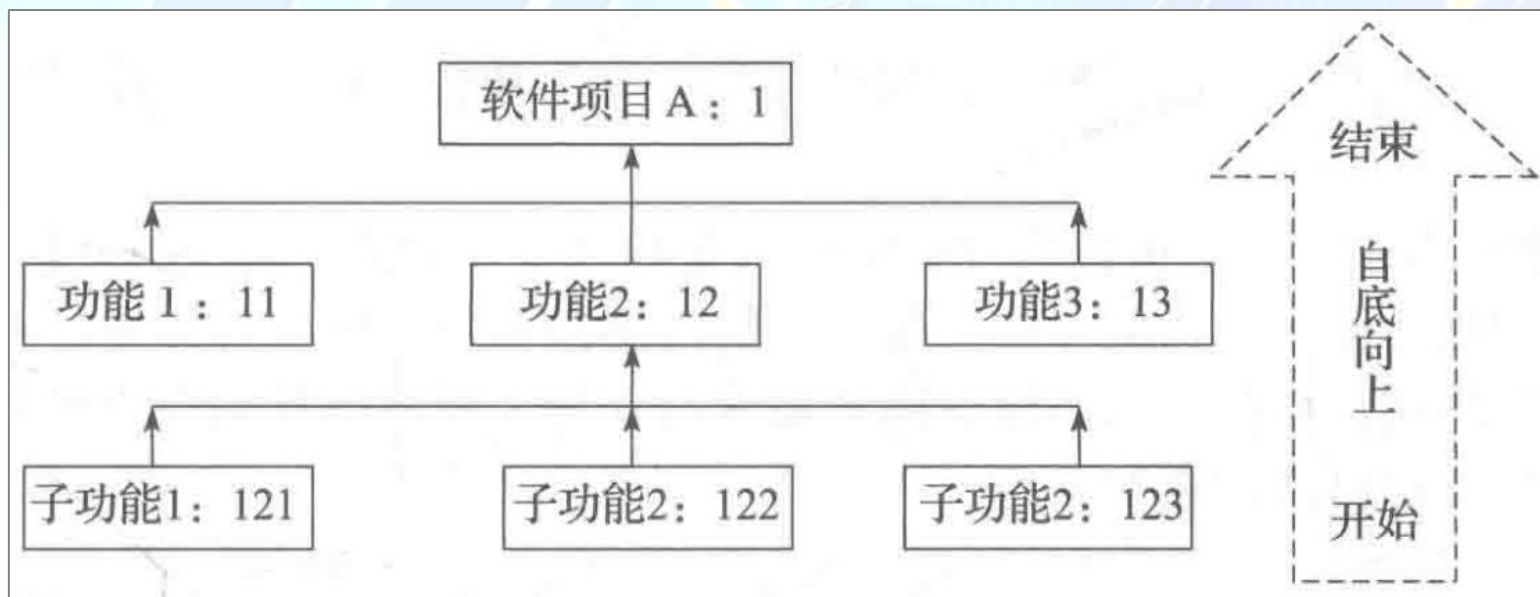 软件项目 A：1
功能 1：11
功能2：12
功能3：13
子功能1：121
子功能2：122
子功能2：123
结束
自底向上
开始